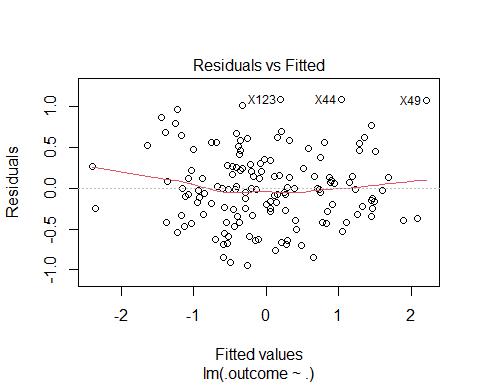 Residuals vs Fitted
Residuals
1.0
0.5
0.0
-0.5
-1.0
X123
X44
X49
-2
-1
0
1
2
Fitted values
lm(.outcome ~ .)